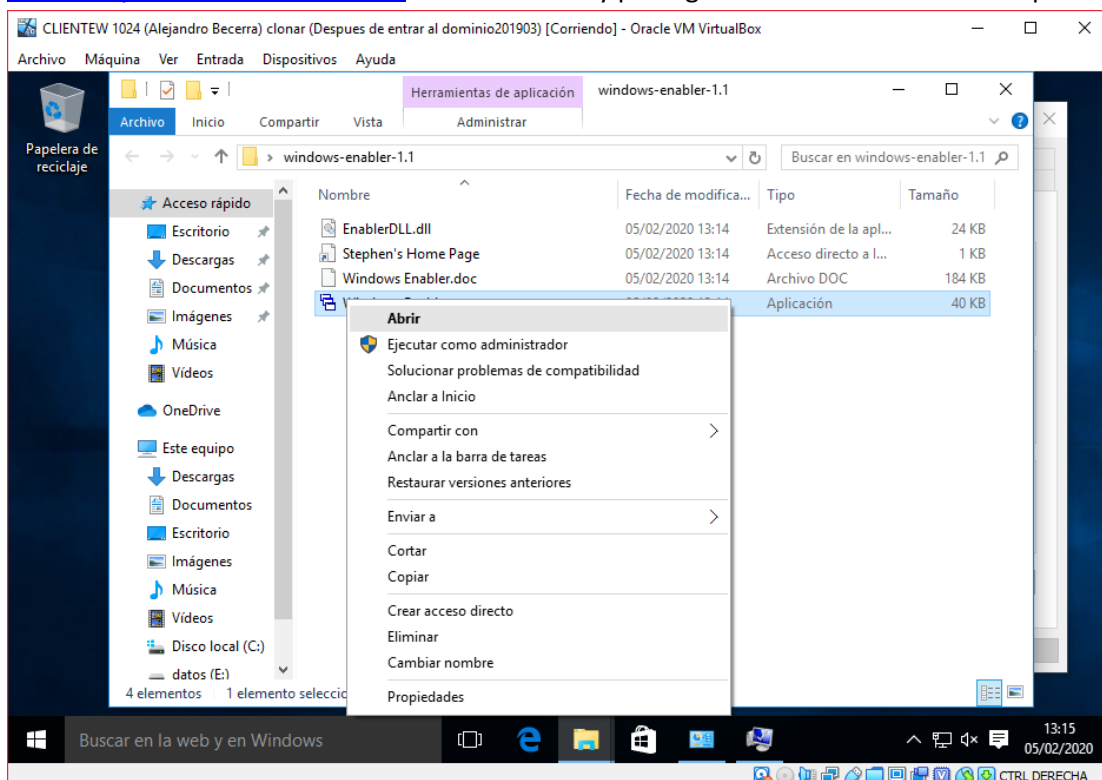 CLIENTEW 1024 (Alejandro Becerra) clonar (Despues de entrar al dominio201903) [Corriendo] - Oracle VM VirtualBox
Archivo Máquina Ver Entrada Dispositivos Ayuda
Herramientas de aplicación windows-enabler-1.1
Archivo Inicio Compartir Vista Administrar
Papelera de reciclaje
windows-enabler-1.1 Buscar en windows-enabler-1.1
Nombre Fecha de modifica... Tipo Tamaño
Acceso rápido
Escritorio
Descargas
Documentos
Imágenes
Música
Vídeos
OneDrive
Este equipo
Descargas
Documentos
Escritorio
Imágenes
Música
Vídeos
Disco local (C:)
datos (E:)
EnablerDLL.dll 05/02/2020 13:14 Extensión de la apl... 24 KB
Stephen's Home Page 05/02/2020 13:14 Acceso directo a I... 1 KB
Windows Enabler.doc 05/02/2020 13:14 Archivo DOC 184 KB
Aplicación 40 KB
Abrir
Ejecutar como administrador
Solucionar problemas de compatibilidad
Anclar a Inicio
Compartir con
Anclar a la barra de tareas
Restaurar versiones anteriores
Enviar a
Cortar
Copiar
Crear acceso directo
Eliminar
Cambiar nombre
Propiedades
4 elementos 1 elemento selecc
Buscar en la web y en Windows
13:15
05/02/2020
CTRL DERECHA